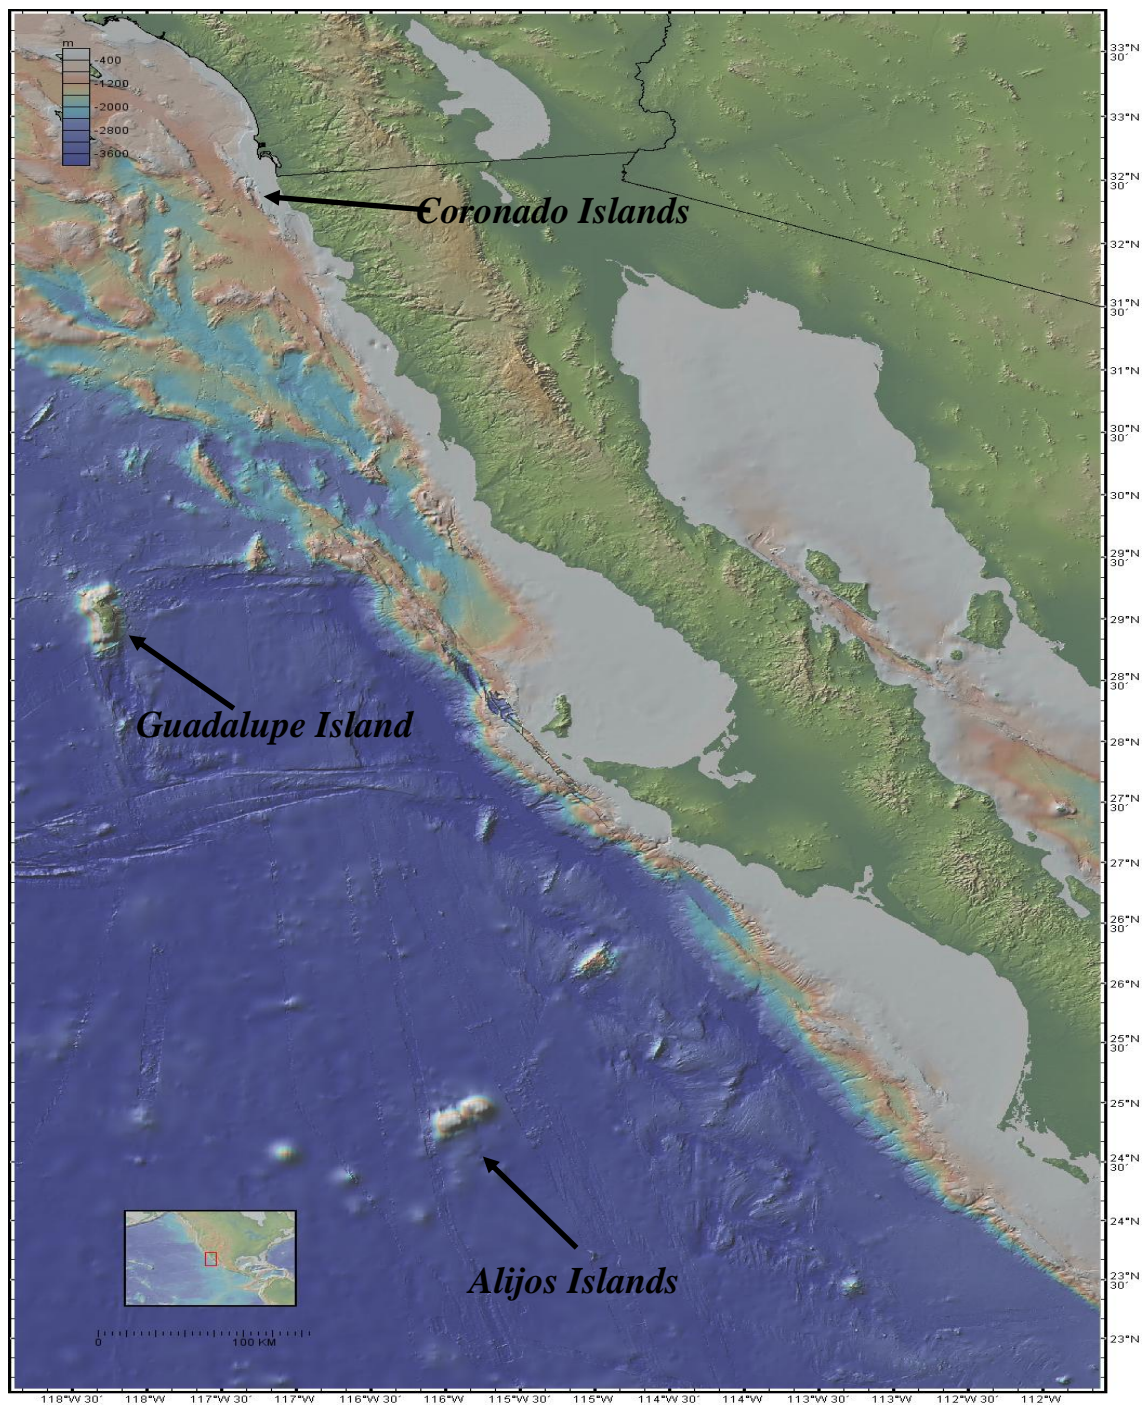 m
-400
-1200
-2000
-2800
-3600
33°N
30´
33°N
32°N
30´
Coronado Islands
32°N
31°N
30´
31°N
30°N
30´
30°N
29°N
30´
29°N
28°N
30´
Guadalupe Island
28°N
27°N
30´
27°N
26°N
30´
26°N
25°N
30´
25°N
24°N
30´
24°N
Alijos Islands
23°N
30´
23°N
0 100 KM
118°W 30´ 118°W 117°W 30´ 117°W 116°W 30´ 116°W 115°W 30´ 115°W 114°W 30´ 114°W 113°W 30´ 113°W 112°W 30´ 112°W